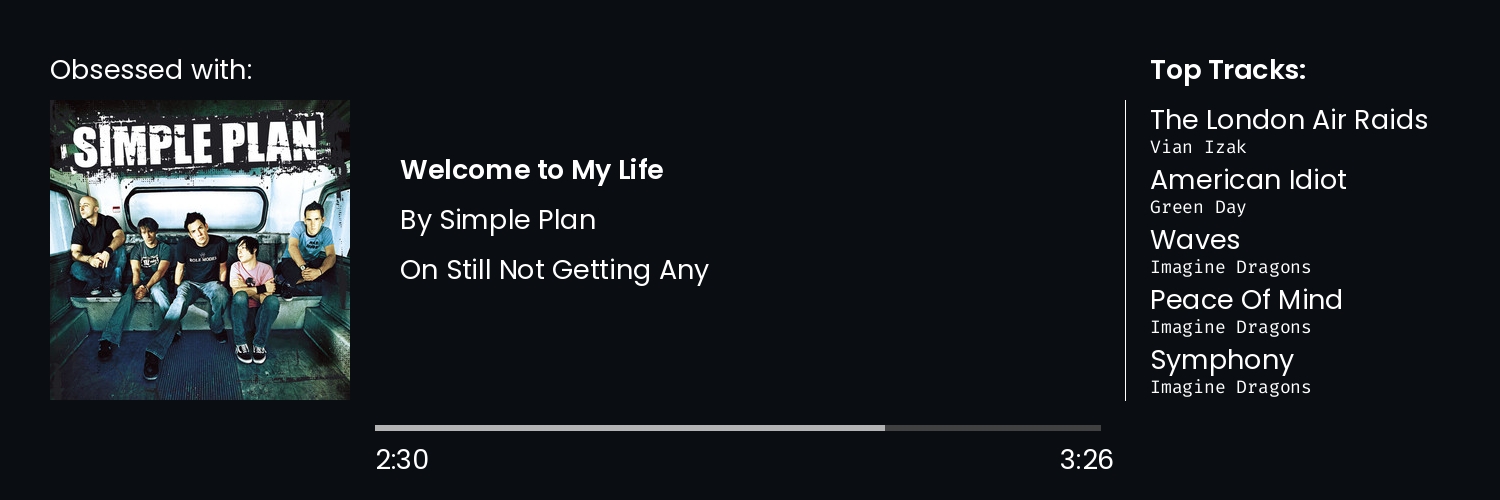 Obsessed with:
SIMPLE PLAN
ROLE MODEL
Welcome to My Life
By Simple Plan
On Still Not Getting Any
2:30
3:26
Top Tracks:
The London Air Raids
Vian Izak
American Idiot
Green Day
Waves
Imagine Dragons
Peace Of Mind
Imagine Dragons
Symphony
Imagine Dragons